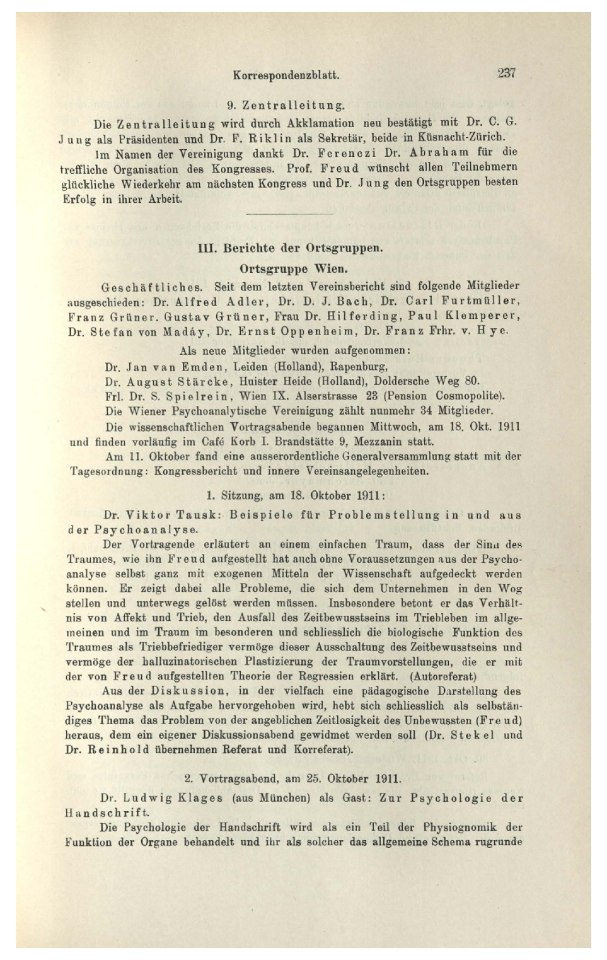 Korrespondenzblatt. 237
9. Zentralleitung.
Die Zentralleitung wird durch Akklamation neu bestätigt mit Dr. C. G.
Jung als Präsidenten und Dr. F. Riklin als Sekretär, beide in Küsnacht-Zürich.
Im Namen der Vereinigung dankt Dr. Ferenczi Dr. Abraham für die
treffliche Organisation des Kongresses. Prof. Freud wünscht allen Teilnehmern
glückliche Wiederkehr am nächsten Kongress und Dr. Jung den Ortsgruppen besten
Erfolg in ihrer Arbeit.
III. Berichte der Ortsgruppen.
Ortsgruppe Wien.
Geschäftliches. Seit dem letzten Vereinsbericht sind folgende Mitglieder
ausgeschieden: Dr. Alfred Adler, Dr. D. J. Bach, Dr. Carl Furtmüller,
Franz Grüner. Gustav Grüner, Frau Dr. Hilferding, Paul Klemperer,
Dr. Stefan von Madáy, Dr. Ernst Oppenheim, Dr. Franz Frhr. v. Hye.
Als neue Mitglieder wurden aufgenommen:
Dr. Jan van Emden, Leiden (Holland), Rapenburg,
Dr. August Stärcke, Huister Heide (Holland), Doldersche Weg 80.
Frl. Dr. S. Spielrein, Wien IX. Alserstrasse 23 (Pension Cosmopolite).
Die Wiener Psychoanalytische Vereinigung zählt nunmehr 34 Mitglieder.
Die wissenschaftlichen Vortragsabende begannen Mittwoch, am 18. Okt. 1911
und finden vorläufig im Café Korb I. Brandstätte 9, Mezzanin statt.
Am 11. Oktober fand eine ausserordentliche Generalversammlung statt mit der
Tagesordnung: Kongressbericht und innere Vereinsangelegenheiten.
1. Sitzung, am 18. Oktober 1911:
Dr. Viktor Tausk: Beispiele für Problemstellung in und aus
der Psychoanalyse.
Der Vortragende erläutert an einem einfachen Traum, dass der Sinn des
Traumes, wie ihn Freud aufgestellt hat auch ohne Voraussetzungen aus der Psycho-
analyse selbst ganz mit exogenen Mitteln der Wissenschaft aufgedeckt werden
können. Er zeigt dabei alle Probleme, die sich dem Unternehmen in den Wog
stellen und unterwegs gelöst werden müssen. Insbesondere betont er das Verhält-
nis von Affekt und Trieb, den Ausfall des Zeitbewusstseins im Triebleben im allge-
meinen und im Traum im besonderen und schliesslich die biologische Funktion des
Traumes als Triebbefriediger vermöge dieser Ausschaltung des Zeitbewusstseins und
vermöge der halluzinatorischen Plastizierung der Traumvorstellungen, die er mit
der von Freud aufgestellten Theorie der Regressien erklärt. (Autoreferat)
Aus der Diskussion, in der vielfach eine pädagogische Darstellung des
Psychoanalyse als Aufgabe hervorgehoben wird, hebt sich schliesslich als selbstän-
diges Thema das Problem von der angeblichen Zeitlosigkeit des Unbewussten (Freud)
heraus, dem ein eigener Diskussionsabend gewidmet werden soll (Dr. Stekel und
Dr. Reinhold übernehmen Referat und Korreferat).
2. Vortragsabend, am 25. Oktober 1911.
Dr. Ludwig Klages (aus München) als Gast: Zur Psychologie der
Handschrift.
Die Psychologie der Handschrift wird als ein Teil der Physiognomik der
Funktion der Organe behandelt und ihr als solcher das allgemeine Schema rugrunde